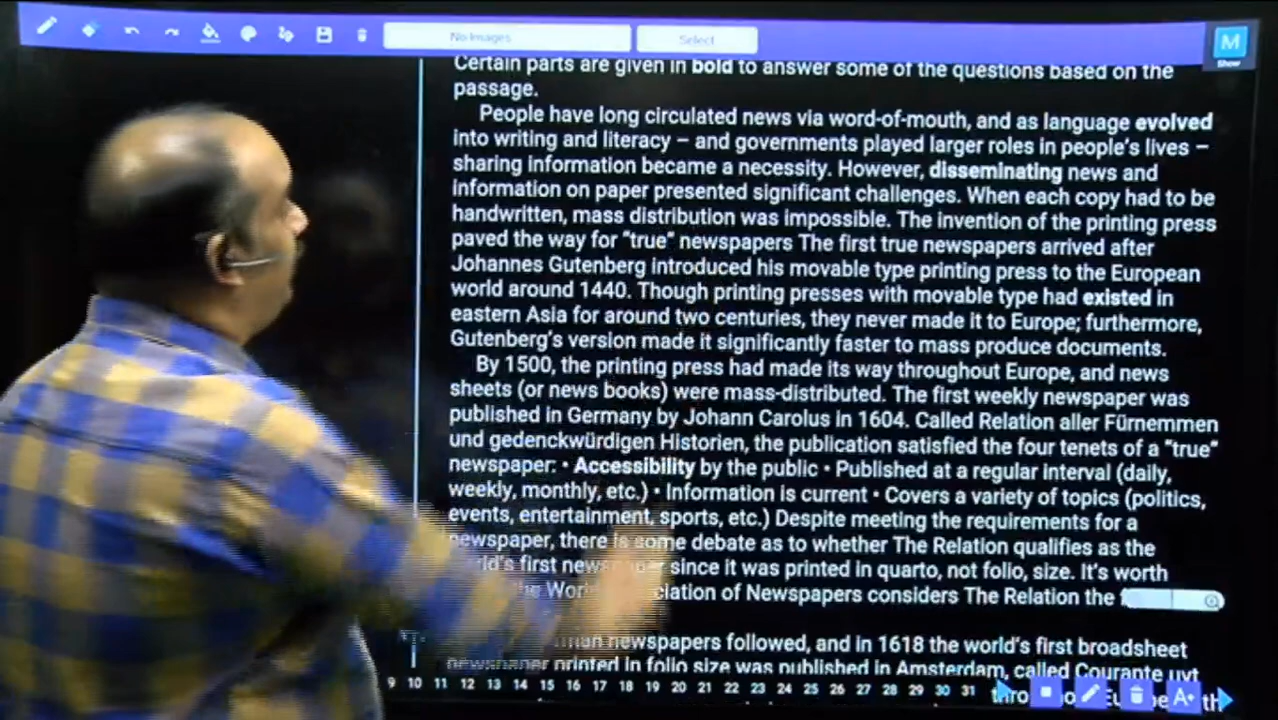 No Images
Select
M
Show
Certain parts are given in bold to answer some of the questions based on the
passage.
People have long circulated news via word-of-mouth, and as language evolved
into writing and literacy – and governments played larger roles in people's lives –
sharing information became a necessity. However, disseminating news and
information on paper presented significant challenges. When each copy had to be
handwritten, mass distribution was impossible. The invention of the printing press
paved the way for "true" newspapers The first true newspapers arrived after
Johannes Gutenberg introduced his movable type printing press to the European
world around 1440. Though printing presses with movable type had existed in
eastern Asia for around two centuries, they never made it to Europe; furthermore,
Gutenberg's version made it significantly faster to mass produce documents.
By 1500, the printing press had made its way throughout Europe, and news
sheets (or news books) were mass-distributed. The first weekly newspaper was
published in Germany by Johann Carolus in 1604. Called Relation aller Fürnemmen
und gedenckwürdigen Historien, the publication satisfied the four tenets of a "true"
newspaper: • Accessibility by the public • Published at a regular interval (daily,
weekly, monthly, etc.) • Information is current • Covers a variety of topics (politics,
events, entertainment, sports, etc.) Despite meeting the requirements for a
newspaper, there is some debate as to whether The Relation qualifies as the
first since it was printed in quarto, not folio, size. It's worth
the of Newspapers considers The Relation the
newspapers followed, and in 1618 the world's first broadsheet
newspaper printed in folio size was published in Amsterdam, called Courante uyt
9 10 11 12 13 14 15 16 17 18 19 20 21 22 23 24 25 26 27 28 29 30 31
A+